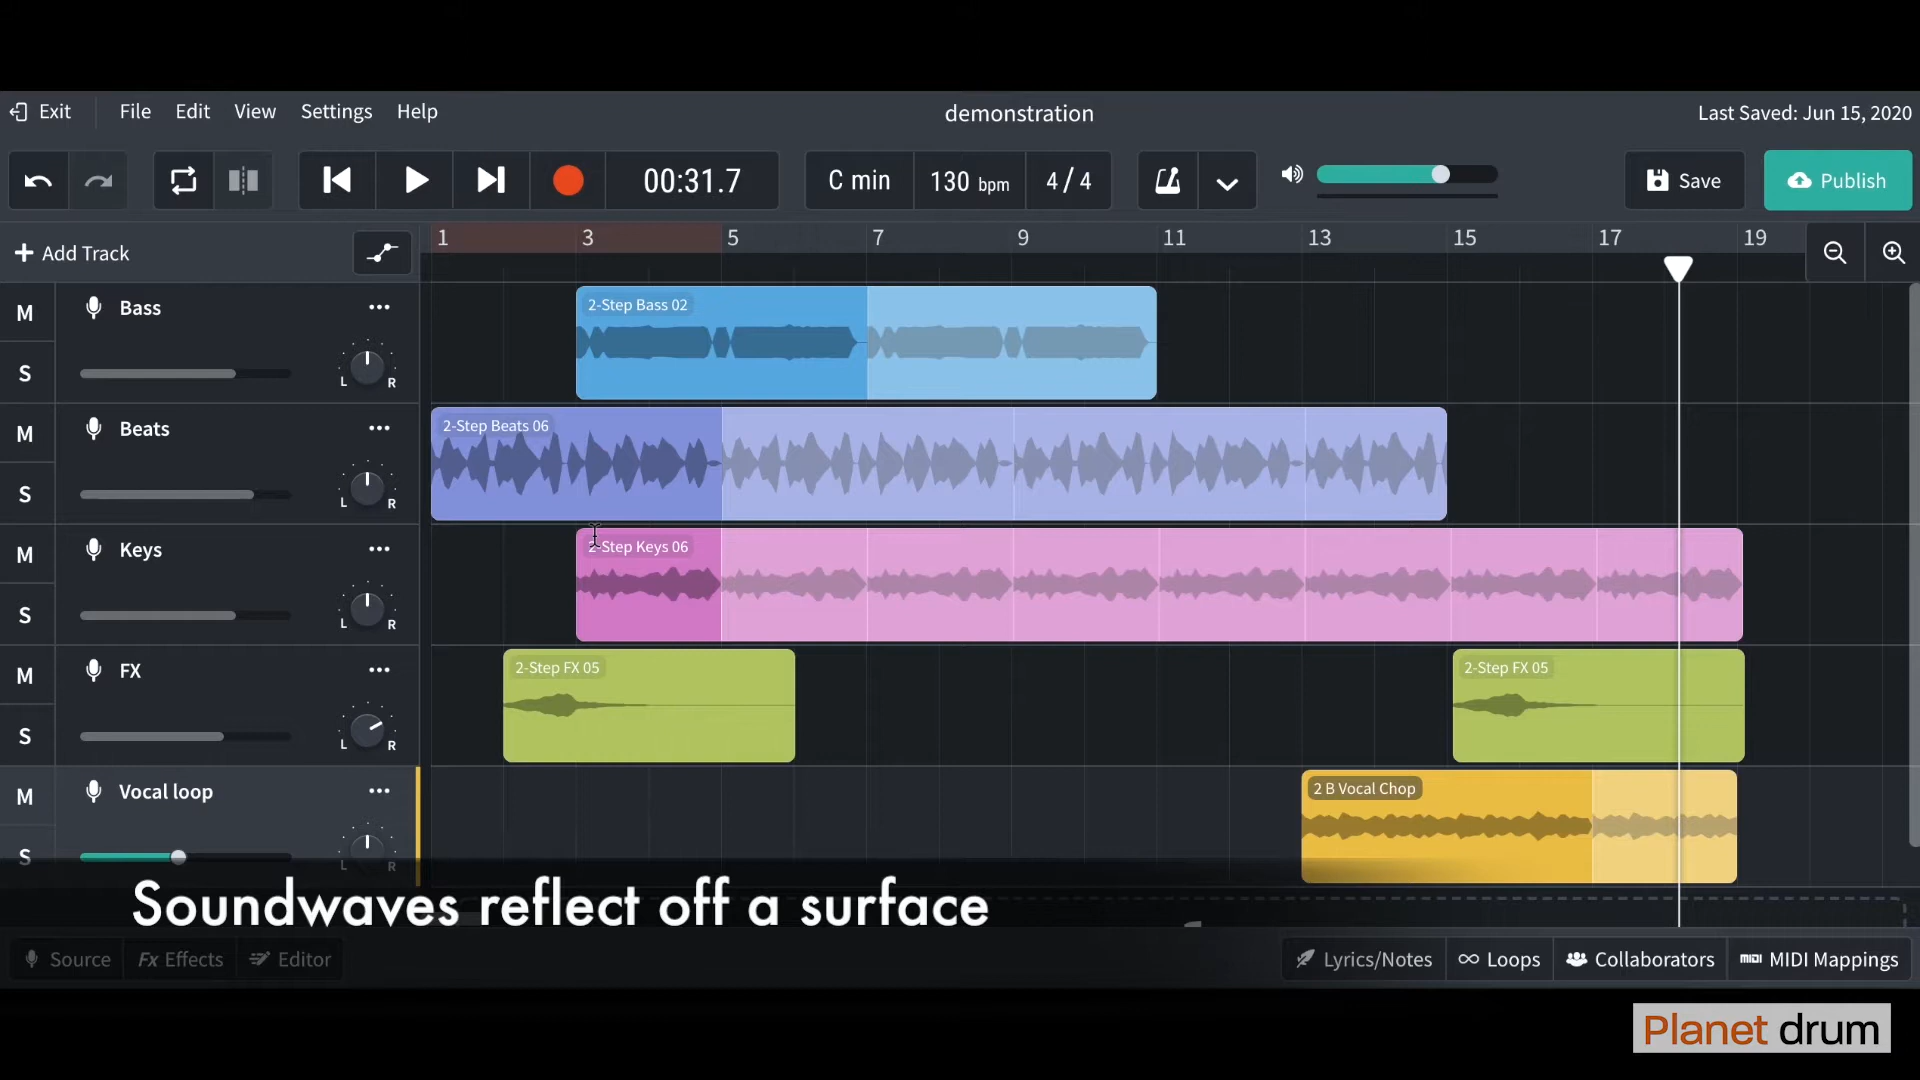 Exit File Edit View Settings Help demonstration Last Saved: Jun 15, 2020
00:31.7 C min 130 bpm 4/4 Save Publish
1 3 5 7 9 11 13 15 17 19
+ Add Track
M Bass ...
S L R
2-Step Bass 02
M Beats ...
S L R
2-Step Beats 06
M Keys ...
S L R
2-Step Keys 06
M FX ...
S L R
2-Step FX 05 2-Step FX 05
M Vocal loop ...
S L R
2 B Vocal Chop
Soundwaves reflect off a surface
Source Fx Effects Editor Lyrics/Notes Loops Collaborators MIDI MIDI Mappings
Planet drum